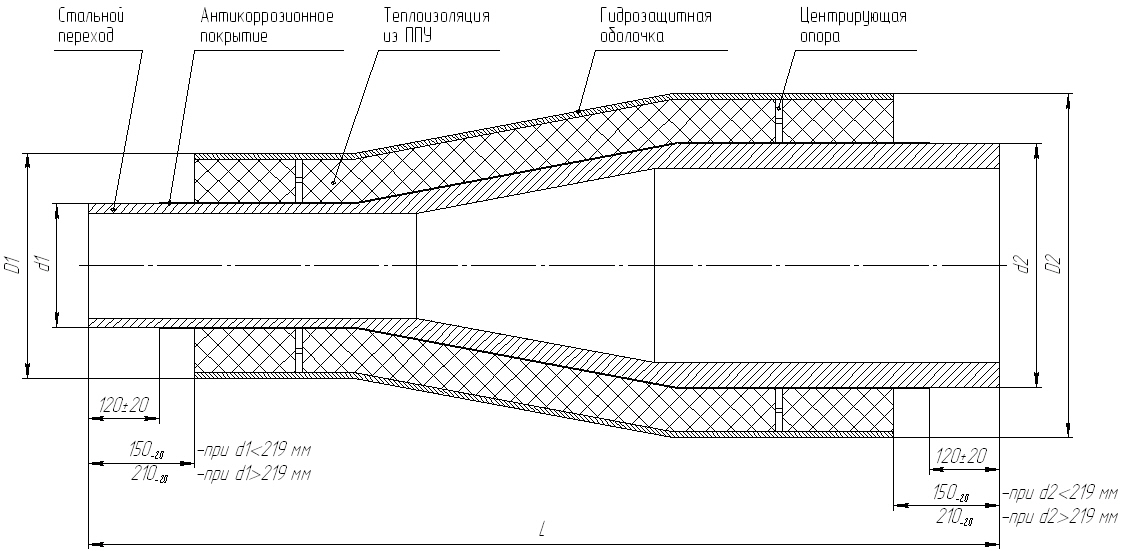 Стальной
переход
Антикоррозионное
покрытие
Теплоизоляция
из ППУ
Гидрозащитная
оболочка
Центрирующая
опора
D1
d1
d2
D2
120±20
150-20 -при d1<219 мм
210-20 -при d1>219 мм
120±20
150-20 -при d2<219 мм
210-20 -при d2>219 мм
L